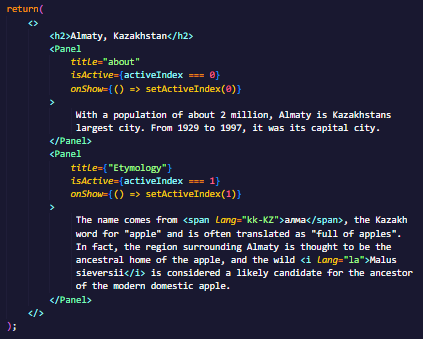 return(
<>
<h2>Almaty, Kazakhstan</h2>
<Panel
title="about"
isActive={activeIndex === 0}
onShow={() => setActiveIndex(0)}
>
With a population of about 2 million, Almaty is Kazakhstans
largest city. From 1929 to 1997, it was its capital city.
</Panel>
<Panel
title={"Etymology"}
isActive={activeIndex === 1}
onShow={() => setActiveIndex(1)}
>
The name comes from <span lang="kk-KZ">алма</span>, the Kazakh
word for "apple" and is often translated as "full of apples".
In fact, the region surrounding Almaty is thought to be the
ancestral home of the apple, and the wild <i lang="la">Malus
sieversii</i> is considered a likely candidate for the ancestor
of the modern domestic apple.
</Panel>
</>
);